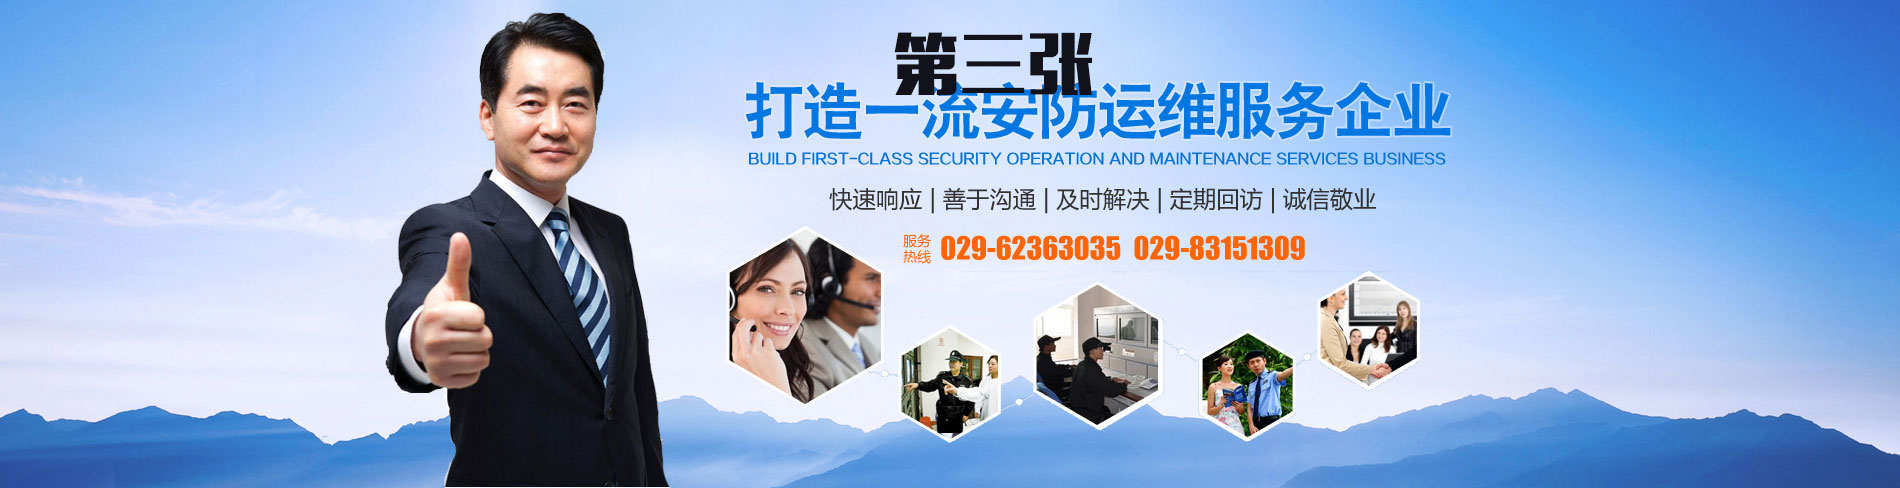 第三张
打造一流安防运维服务企业
BUILD FIRST-CLASS SECURITY OPERATION AND MAINTENANCE SERVICES BUSINESS
快速响应 | 善于沟通 | 及时解决 | 定期回访 | 诚信敬业
服务热线 029-62363035 029-83151309